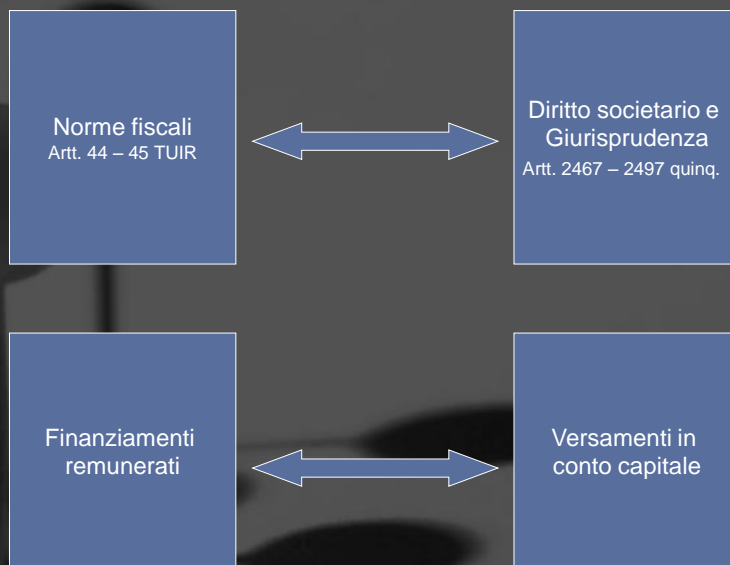 Norme fiscali
Artt. 44 – 45 TUIR
Diritto societario e
Giurisprudenza
Artt. 2467 – 2497 quinq.
Finanziamenti
remunerati
Versamenti in
conto capitale